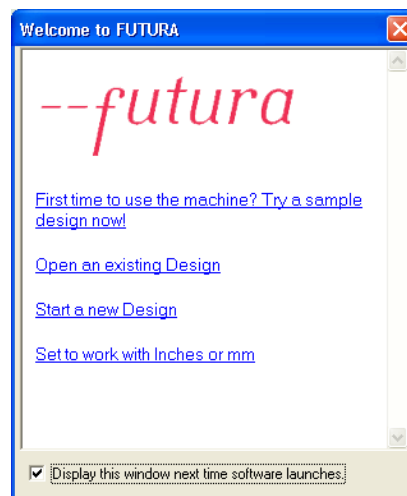 Welcome to FUTURA
--futura
First time to use the machine? Try a sample
design now!
Open an existing Design
Start a new Design
Set to work with Inches or mm
Display this window next time software launches.